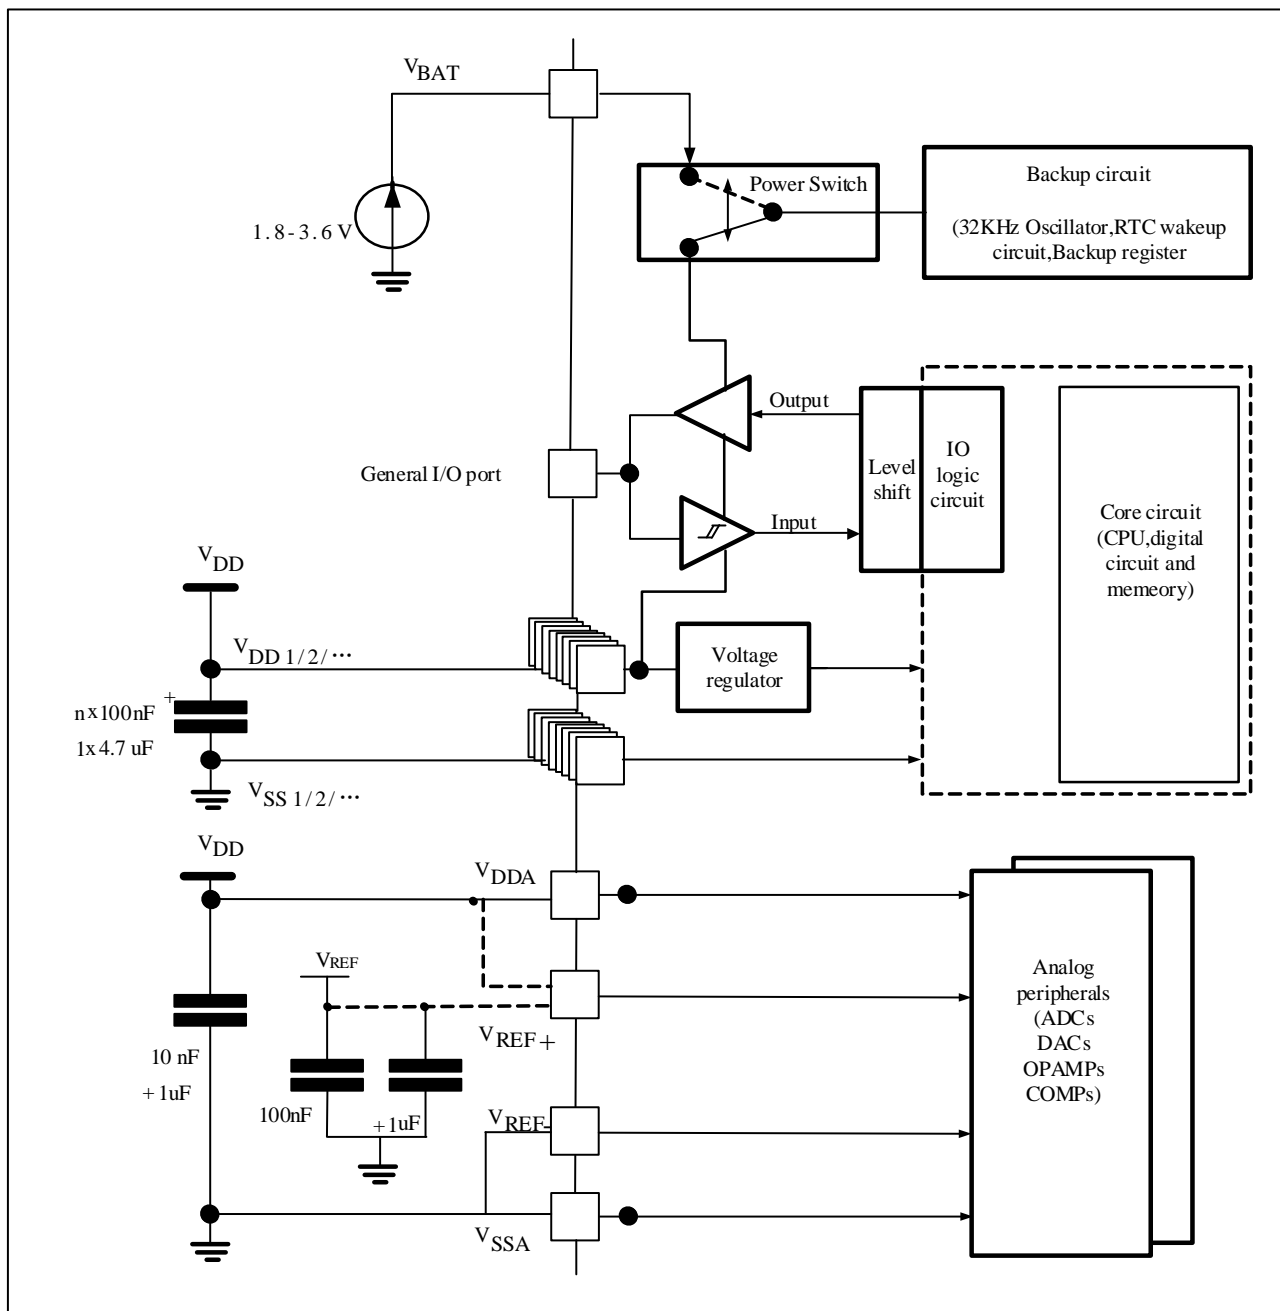 VBAT
Power Switch
Backup circuit
(32KHz Oscillator,RTC wakeup
circuit,Backup register
1.8-3.6 V
Output
Level
shift
IO
logic
circuit
General I/O port
Input
Core circuit
(CPU,digital
circuit and
memeory)
VDD
VDD 1/2/···
Voltage
regulator
+
n x 100nF
1 x 4.7 uF
VSS 1/2/···
VDD
VDDA
VREF
VREF+
Analog
peripherals
(ADCs
DACs
OPAMPs
COMPs)
10 nF
+1uF
100nF
+1uF
VREF-
VSSA